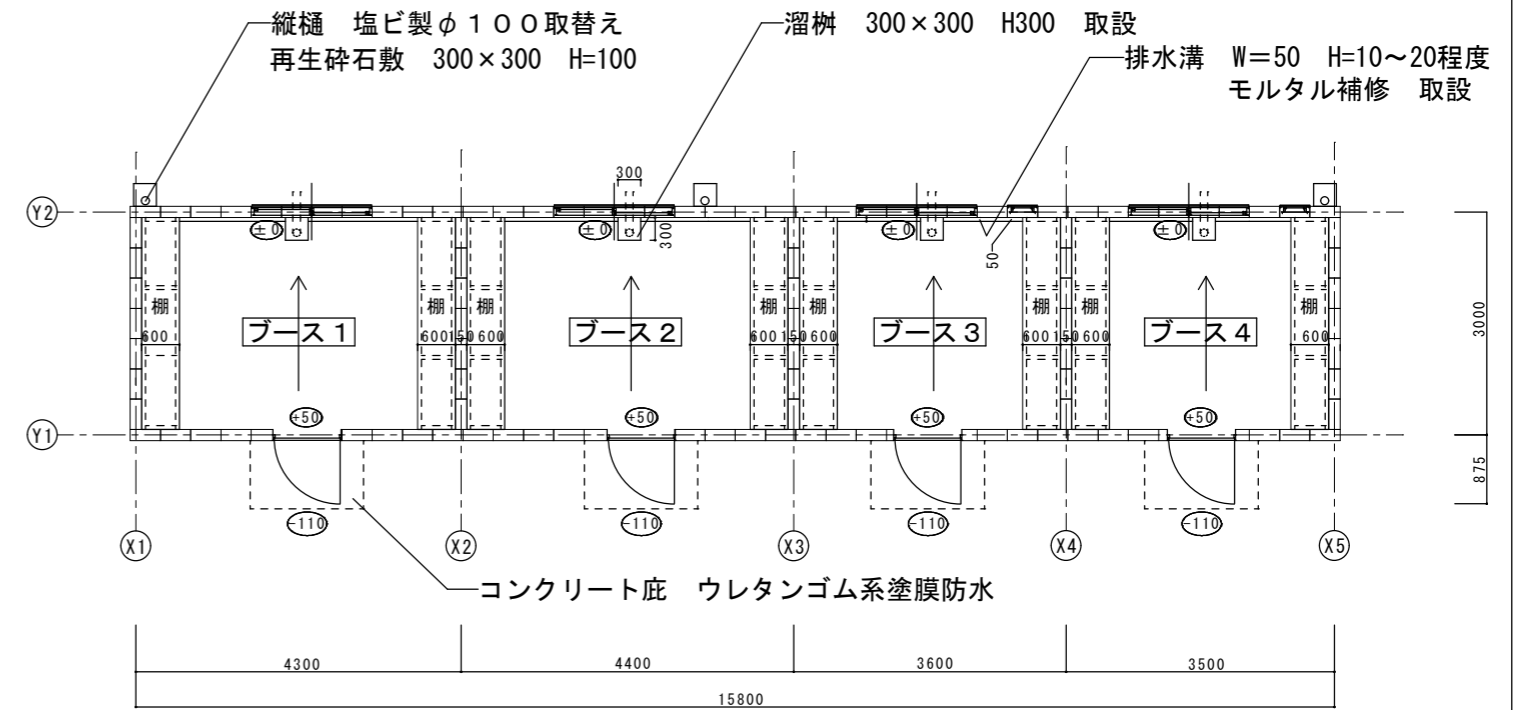 縦樋　塩ビ製φ１００取替え
再生砕石敷　300×300　H=100
溜桝　300×300　H300　取設
排水溝　W=50　H=10～20程度
モルタル補修　取設
300
Y2
±0 ±0 ±0 ±0
300
50
棚 棚 棚 棚 棚 棚 棚 棚
600 ブース１ 600 150 600 ブース２ 600 150 600 ブース３ 600 150 600 ブース４ 600
3000
+50 +50 +50 +50
Y1
875
-110 -110 -110 -110
X1 X2 X3 X4 X5
コンクリート庇　ウレタンゴム系塗膜防水
4300 4400 3600 3500
15800